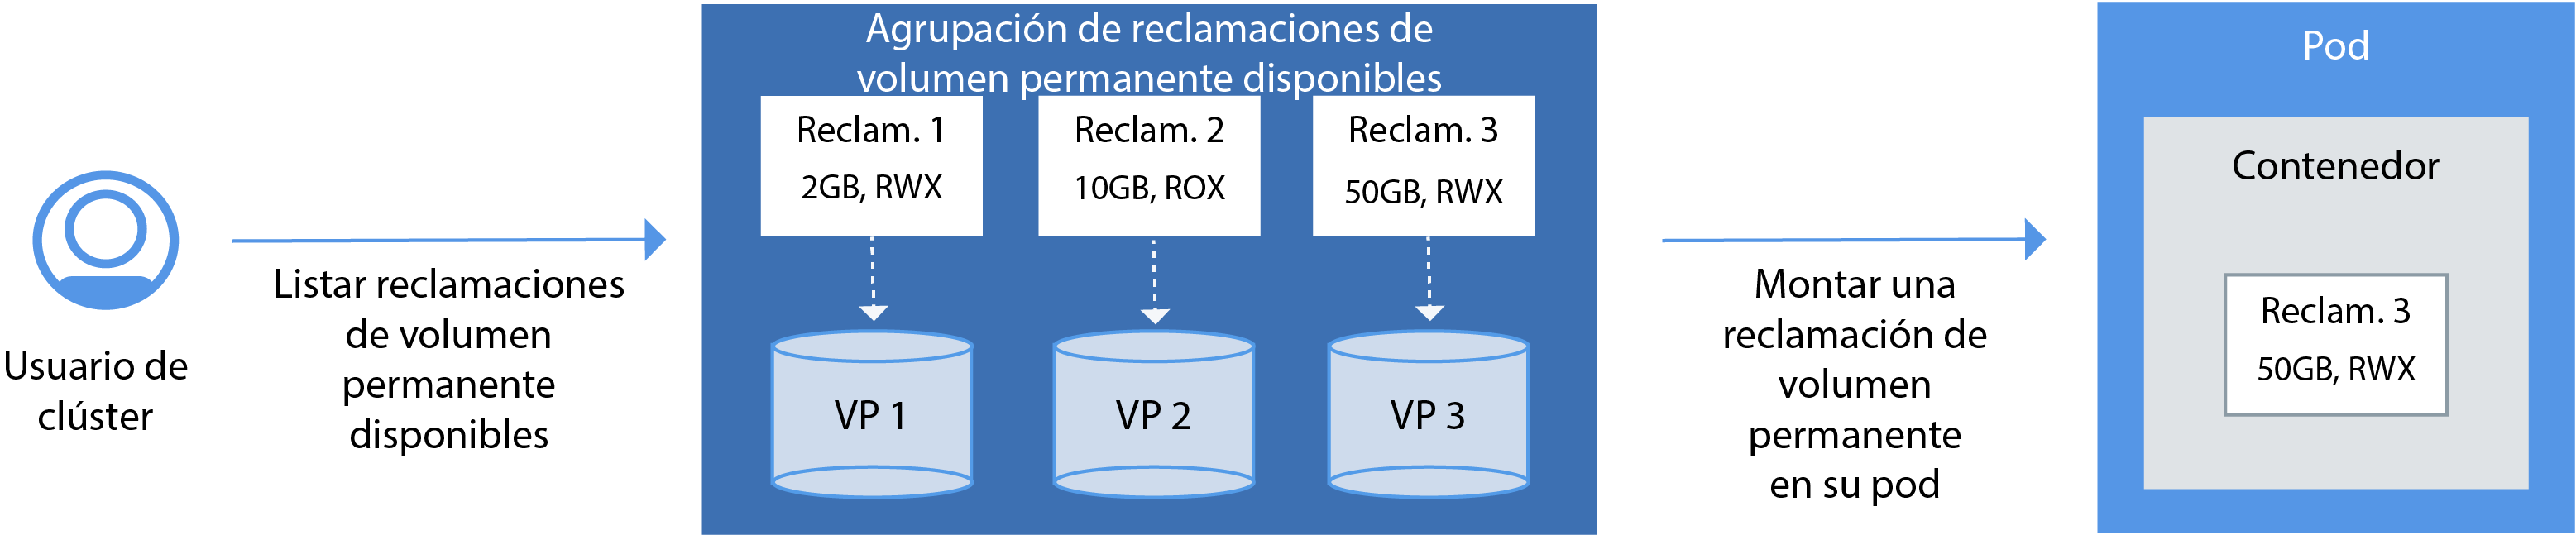 Usuario de
clúster
Listar reclamaciones
de volumen
permanente
disponibles
Agrupación de reclamaciones de
volumen permanente disponibles
Reclam. 1
2GB, RWX
Reclam. 2
10GB, ROX
Reclam. 3
50GB, RWX
VP 1
VP 2
VP 3
Montar una
reclamación de
volumen
permanente
en su pod
Pod
Contenedor
Reclam. 3
50GB, RWX